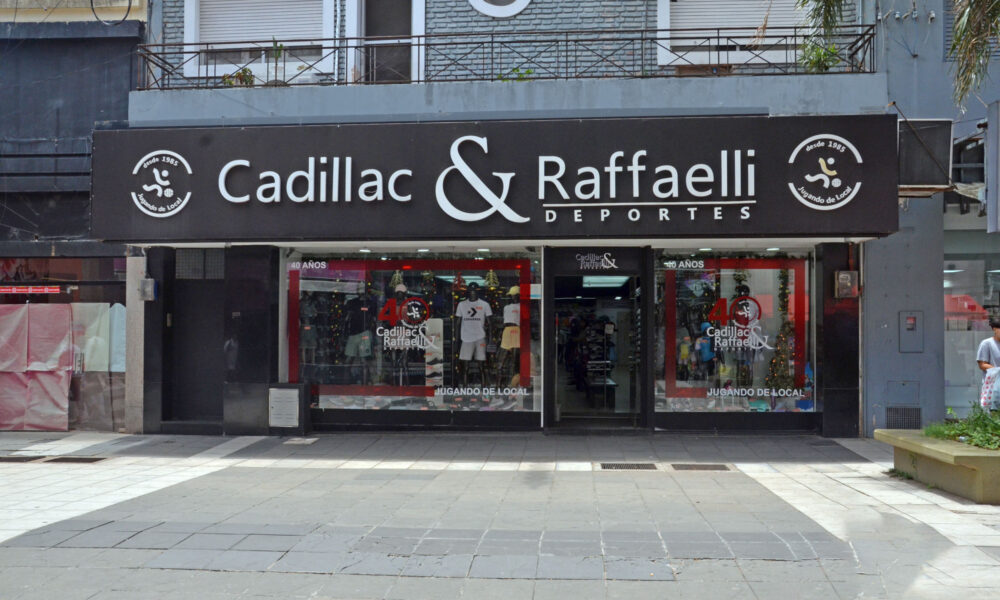 desde 1985
Jugando de Local
Cadillac & Raffaelli
DEPORTES
desde 1985
Jugando de Local
Cadillac
Raffaelli &
40 AÑOS
40
Cadillac
Raffaelli &
JUGANDO DE LOCAL
CONVERSE
40 AÑOS
40
Cadillac
Raffaelli &
JUGANDO DE LOCAL